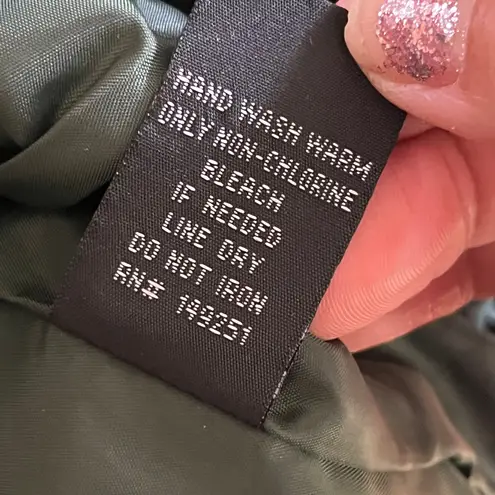 HAND WASH WARM
ONLY NON-CHLORINE
BLEACH
IF NEEDED
LINE DRY
DO NOT IRON
RN# 149251